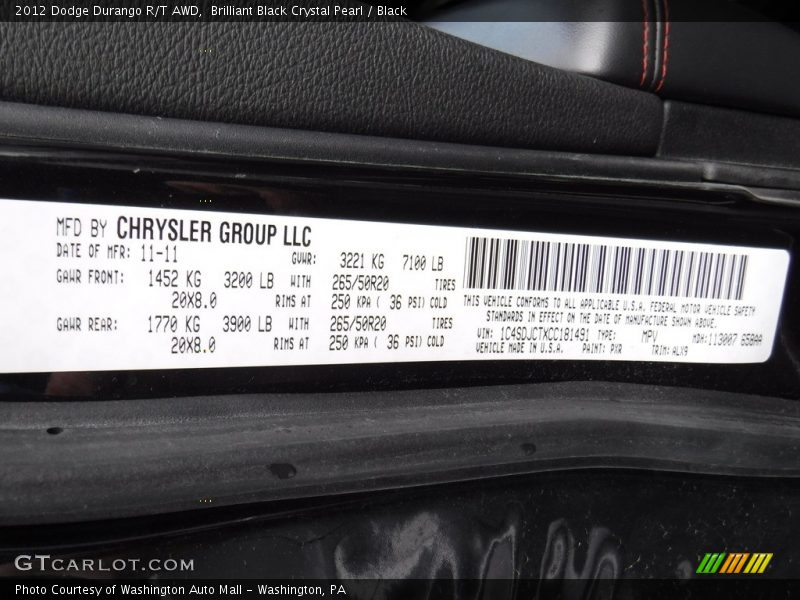 2012 Dodge Durango R/T AWD,  Brilliant Black Crystal Pearl / Black
MFD BY CHRYSLER GROUP LLC
DATE OF MFR: 11-11 GVWR: 3221 KG 7100 LB
GAWR FRONT: 1452 KG 3200 LB WITH 265/50R20 TIRES
20X8.0 RIMS AT 250 KPA ( 36 PSI) COLD
GAWR REAR: 1770 KG 3900 LB WITH 265/50R20 TIRES
20X8.0 RIMS AT 250 KPA ( 36 PSI) COLD
THIS VEHICLE CONFORMS TO ALL APPLICABLE U.S.A. FEDERAL MOTOR VEHICLE SAFETY
STANDARDS IN EFFECT ON THE DATE OF MANUFACTURE SHOWN ABOVE.
VIN: 1C4SDJCTXCC181491 TYPE: MPV MDH: 113007 658AA
VEHICLE MADE IN U.S.A. PAINT: PXR TRIM: ALX9
GTCARLOT.COM
Photo Courtesy of Washington Auto Mall - Washington, PA